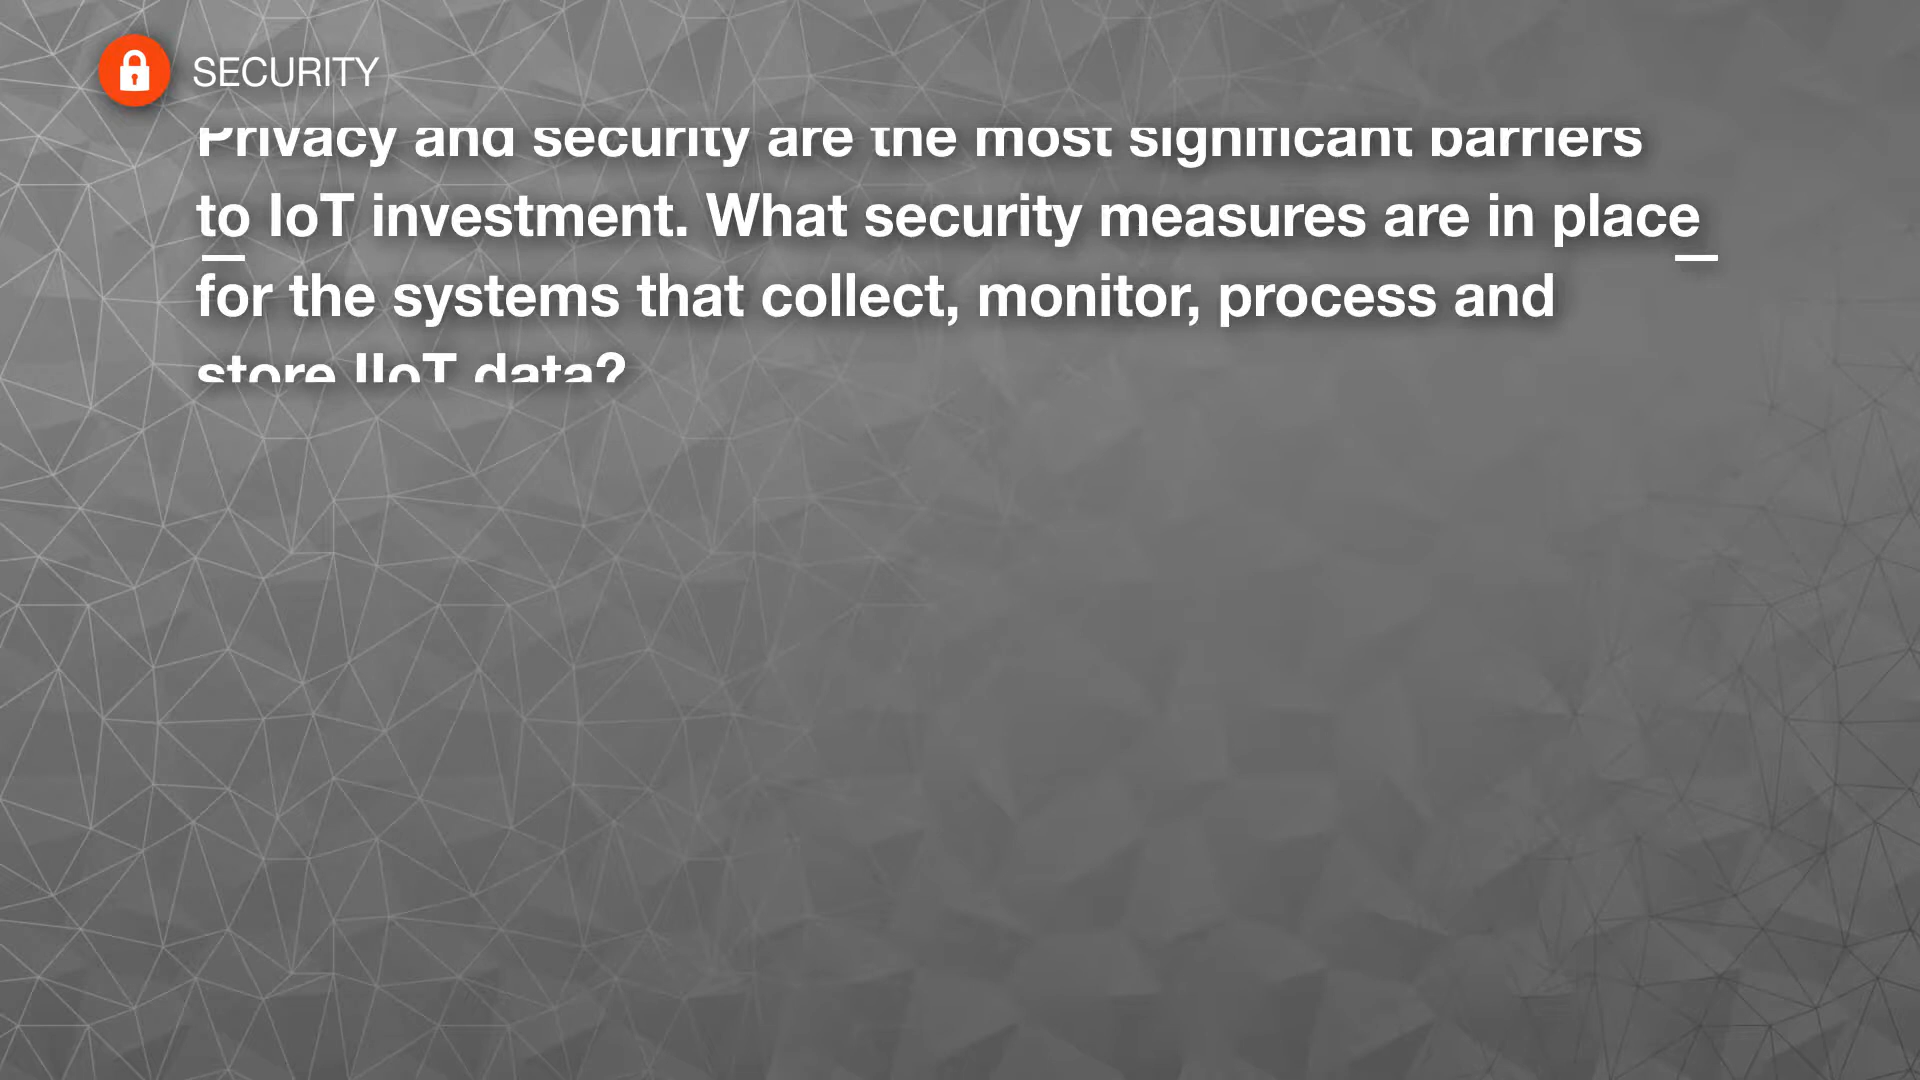 SECURITY
Privacy and security are the most significant barriers
to IoT investment. What security measures are in place
for the systems that collect, monitor, process and
store IIoT data?